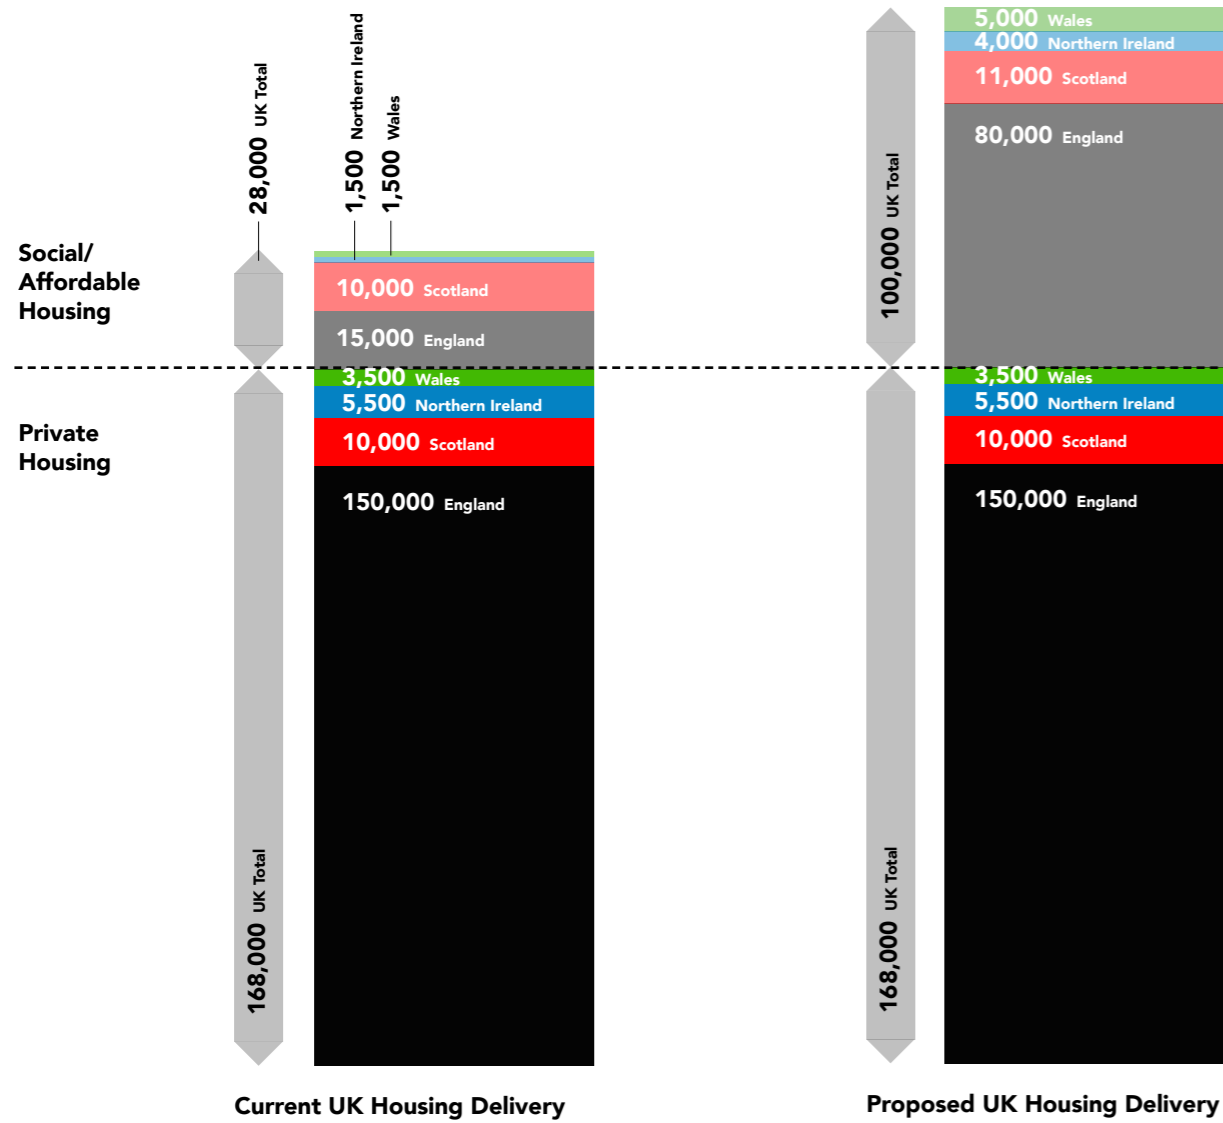 28,000 UK Total
1,500 Northern Ireland
1,500 Wales
Social/
Affordable
Housing
10,000 Scotland
15,000 England
Private
Housing
3,500 Wales
5,500 Northern Ireland
10,000 Scotland
150,000 England
168,000 UK Total
Current UK Housing Delivery
5,000 Wales
4,000 Northern Ireland
11,000 Scotland
80,000 England
100,000 UK Total
3,500 Wales
5,500 Northern Ireland
10,000 Scotland
150,000 England
168,000 UK Total
Proposed UK Housing Delivery